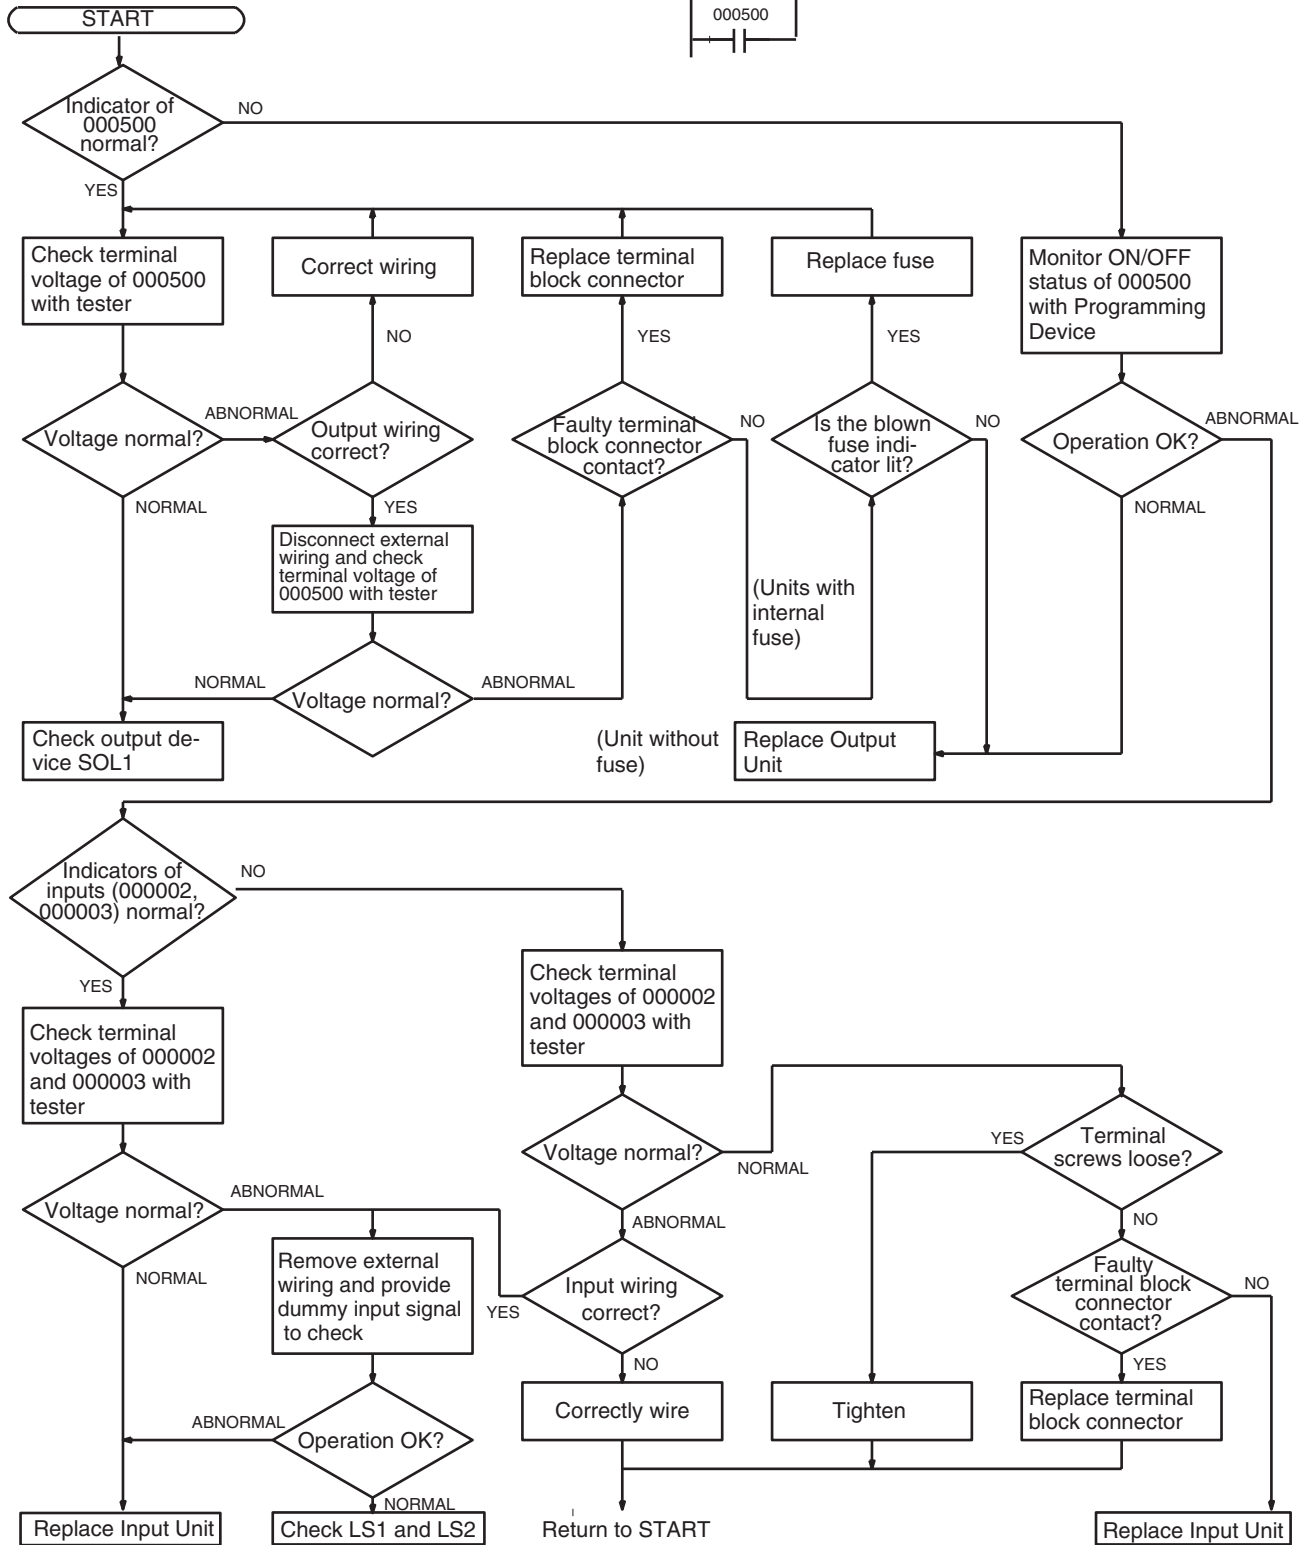 START
000500
Indicator of
000500
normal?
NO
YES
Check terminal
voltage of 000500
with tester
Correct wiring
Replace terminal
block connector
Replace fuse
Monitor ON/OFF
status of 000500
with Programming
Device
NO
YES
YES
Voltage normal?
ABNORMAL
Output wiring
correct?
Faulty terminal
block connector
contact?
NO
Is the blown
fuse indi-
cator lit?
NO
Operation OK?
ABNORMAL
NORMAL
YES
NORMAL
Disconnect external
wiring and check
terminal voltage of
000500 with tester
(Units with
internal
fuse)
NORMAL
Voltage normal?
ABNORMAL
Check output de-
vice SOL1
(Unit without
fuse)
Replace Output
Unit
Indicators of
inputs (000002,
000003) normal?
NO
YES
Check terminal
voltages of 000002
and 000003 with
tester
Check terminal
voltages of 000002
and 000003 with
tester
Voltage normal?
NORMAL
YES
Terminal
screws loose?
Voltage normal?
ABNORMAL
ABNORMAL
NO
NORMAL
Remove external
wiring and provide
dummy input signal
to check
YES
Input wiring
correct?
Faulty
terminal block
connector
contact?
NO
NO
YES
Correctly wire
Tighten
Replace terminal
block connector
ABNORMAL
Operation OK?
NORMAL
Replace Input Unit
Check LS1 and LS2
Return to START
Replace Input Unit